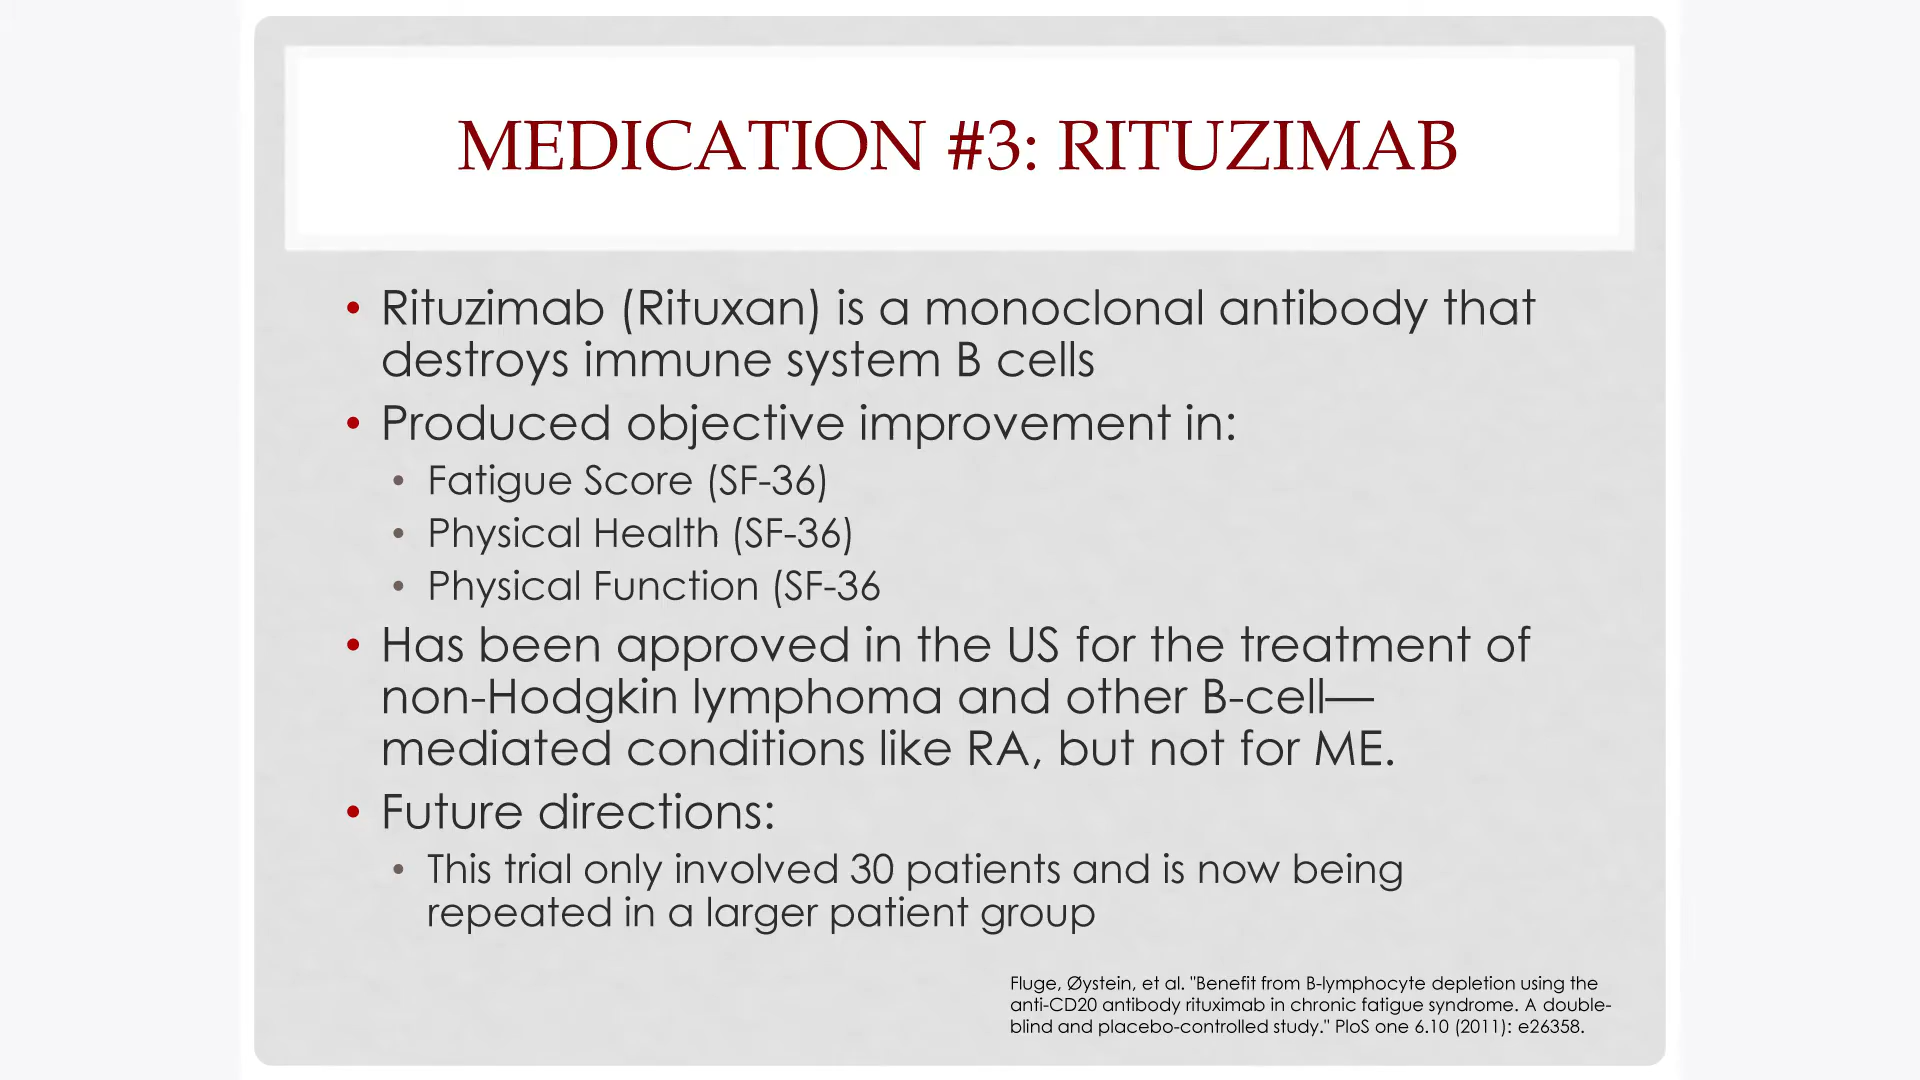 MEDICATION #3: RITUZIMAB
• Rituzimab (Rituxan) is a monoclonal antibody that
destroys immune system B cells
• Produced objective improvement in:
• Fatigue Score (SF-36)
• Physical Health (SF-36)
• Physical Function (SF-36
• Has been approved in the US for the treatment of
non-Hodgkin lymphoma and other B-cell—
mediated conditions like RA, but not for ME.
• Future directions:
• This trial only involved 30 patients and is now being
repeated in a larger patient group
Fluge, Øystein, et al. "Benefit from B-lymphocyte depletion using the
anti-CD20 antibody rituximab in chronic fatigue syndrome. A double-
blind and placebo-controlled study." PloS one 6.10 (2011): e26358.